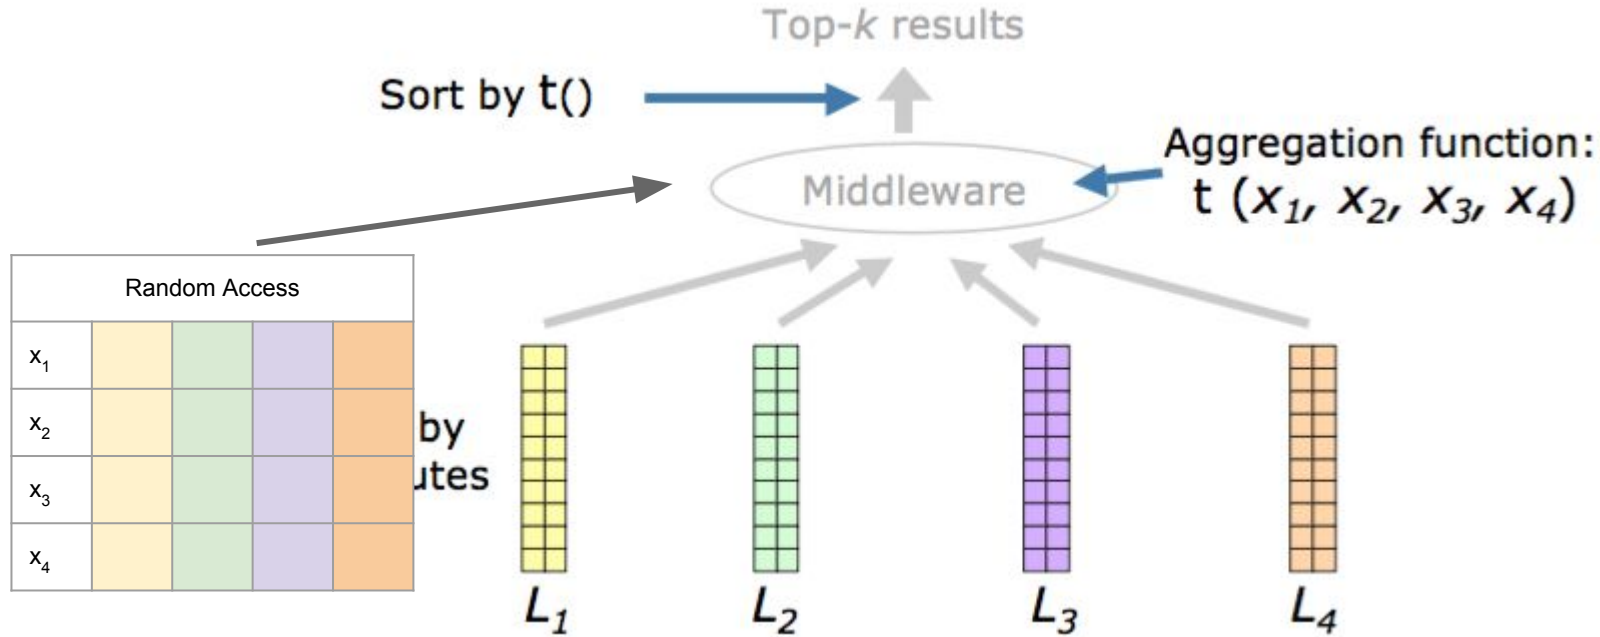 Top-k results
Sort by t()
Aggregation function:
t (x1, x2, x3, x4)
Middleware
Random Access
x1
x2
x3
x4
by
L1
L2
L3
L4